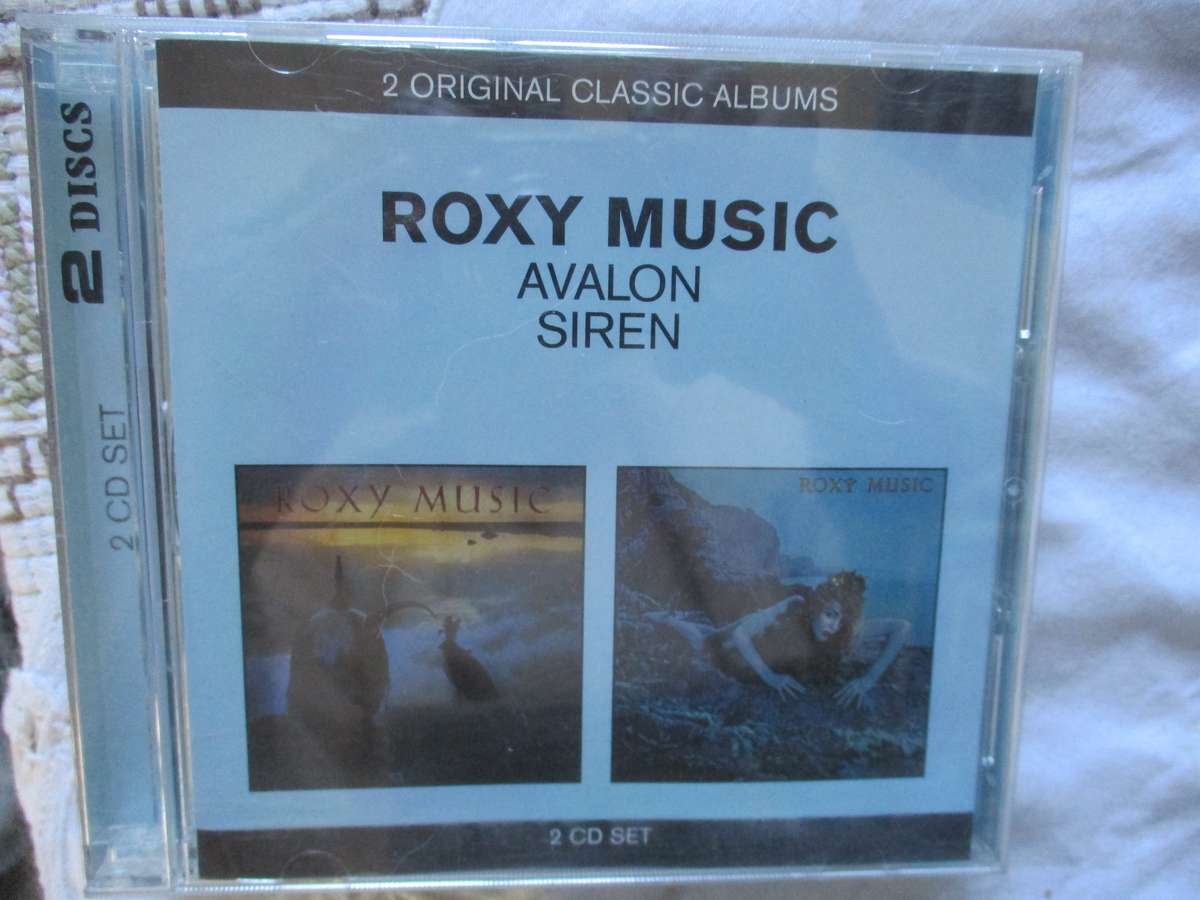 2 DISCS
2 CD SET
2 ORIGINAL CLASSIC ALBUMS
ROXY MUSIC
AVALON
SIREN
ROXY MUSIC
ROXY MUSIC
2 CD SET